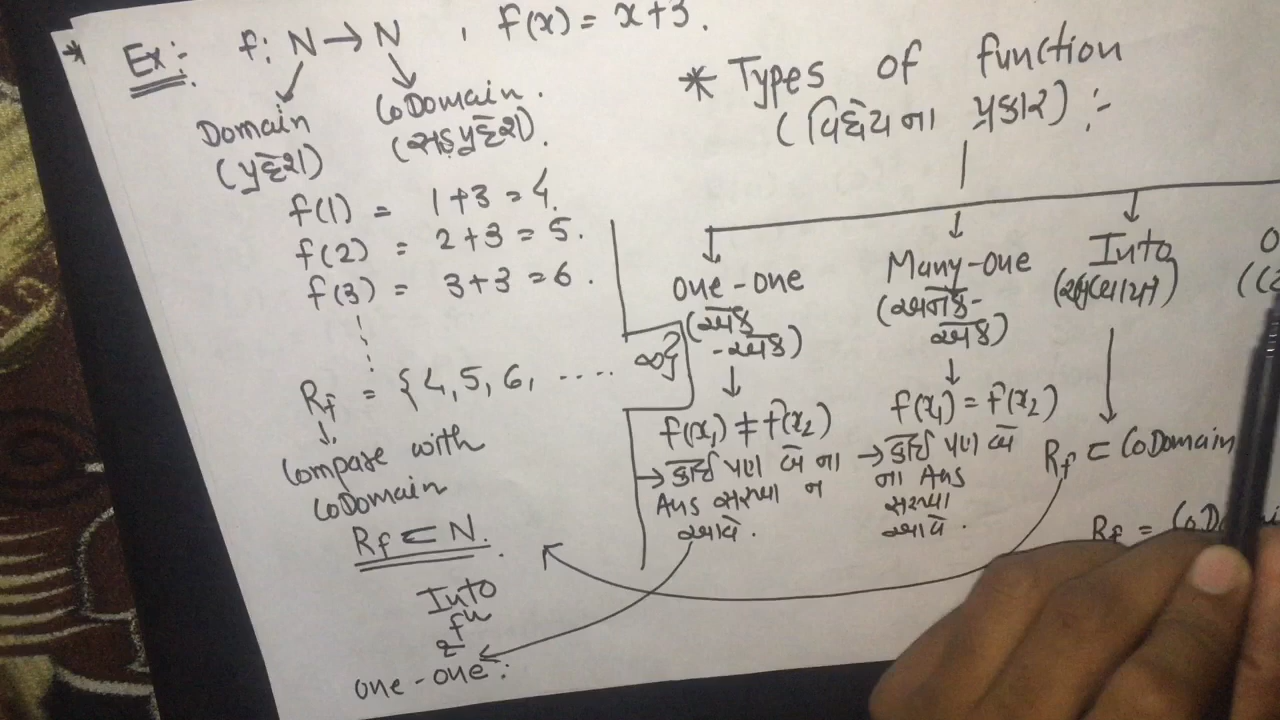 * Ex:- f: N → N , f(x) = x+3.
Domain
(પ્રદેશ)
CoDomain.
(સહપ્રદેશ).
f(1) = 1+3 = 4.
f(2) = 2+3 = 5.
f(3) = 3+3 = 6.
Rf = {4, 5, 6, ....
Compare with
CoDomain
Rf ⊂ N.
Into
fn
one-one.
* Types of function
(વિધેયના પ્રકાર) :-
One-one
(એક
-એક)
f(x₁) ≠ f(x₂)
→ કોઈ પણ બે ના
Ans સરખા ન
આવે.
Many-one
(અનેક-
એક)
f(x₁) = f(x₂)
→ કોઈ પણ બે
ના Ans
સરખા
આવે.
Into
Rf ⊂ CoDomain
Rf =